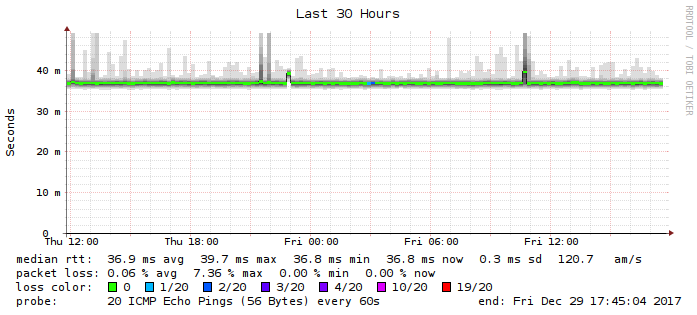 Last 30 Hours
RRDTOOL / TOBI OETIKER
Seconds
40 m
30 m
20 m
10 m
0
Thu 12:00 Thu 18:00 Fri 00:00 Fri 06:00 Fri 12:00
median rtt: 36.9 ms avg 39.7 ms max 36.8 ms min 36.8 ms now 0.3 ms sd 120.7 am/s
packet loss: 0.06 % avg 7.36 % max 0.00 % min 0.00 % now
loss color: 0 1/20 2/20 3/20 4/20 10/20 19/20
probe: 20 ICMP Echo Pings (56 Bytes) every 60s end: Fri Dec 29 17:45:04 2017